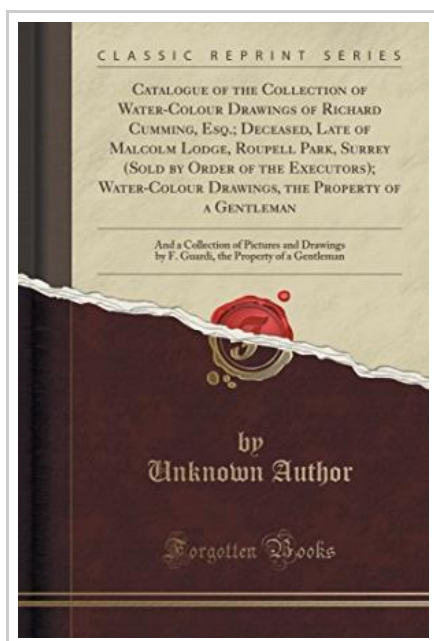 CLASSIC REPRINT SERIES
CATALOGUE OF THE COLLECTION OF
WATER-COLOUR DRAWINGS OF RICHARD
CUMMING, ESQ.; DECEASED, LATE OF
MALCOLM LODGE, ROUPELL PARK, SURREY
(SOLD BY ORDER OF THE EXECUTORS);
WATER-COLOUR DRAWINGS, THE PROPERTY OF
A GENTLEMAN
And a Collection of Pictures and Drawings
by F. Guardi, the Property of a Gentleman
by
Unknown Author
Forgotten Books